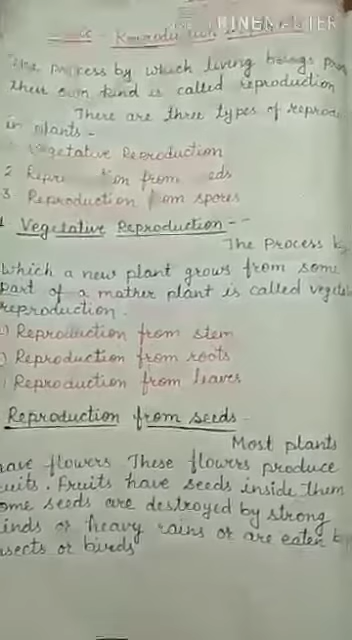 KINEMASTER
Reproduction
The process by which living beings
their own kind is called reproduction
There are three types of
in plants -
Vegetative Reproduction
2 from
3 Reproduction from spores
1 Vegetative Reproduction - -
The Process
which a new plant grows from some
part of a mother plant is called
reproduction.
Reproduction from stem
Reproduction from roots
Reproduction from leaves
Reproduction from seeds -
Most plants
have flowers These flowers produce
fruits. Fruits have seeds inside them
some seeds are destroyed by strong
winds or heavy rains or are eaten
insects or birds